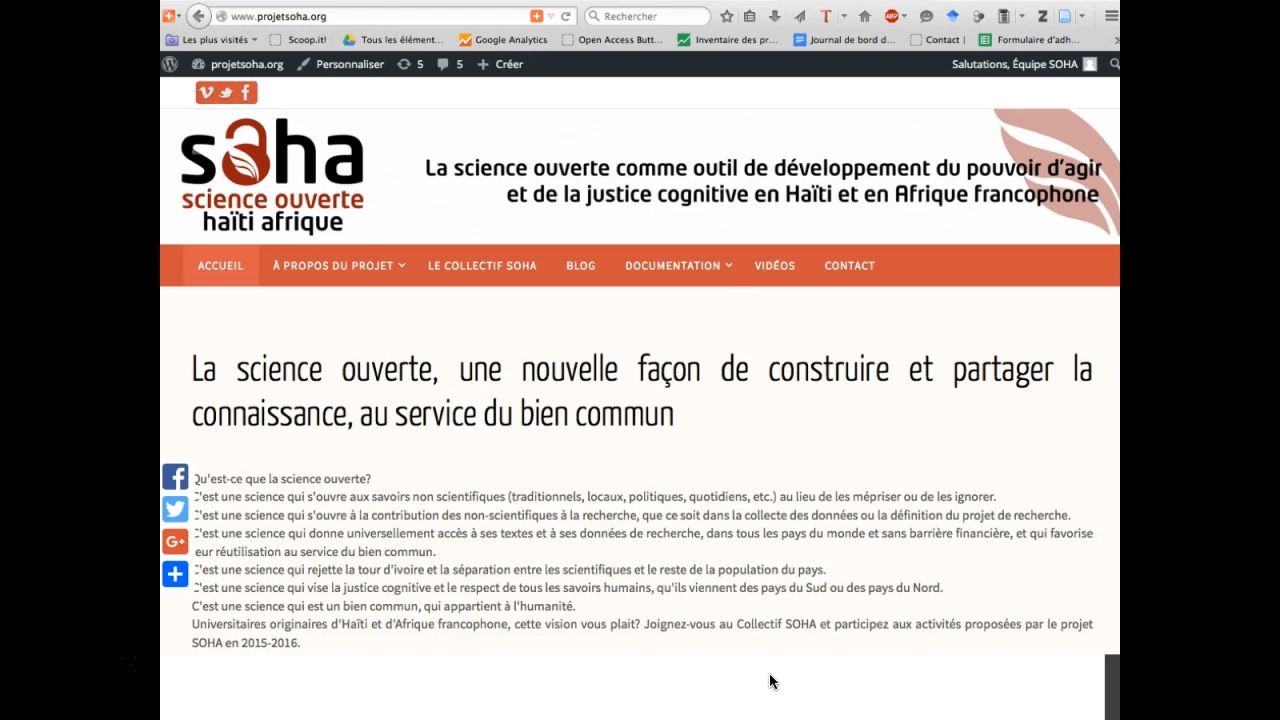 www.projetsoha.org
Rechercher
Les plus visités
Scoop.it!
Tous les élément...
Google Analytics
Open Access Butt...
Inventaire des pr...
Journal de bord d...
Contact |
Formulaire d'adh...
projetsoha.org
Personnaliser
5
5
Créer
Salutations, Équipe SOHA
soha
science ouverte
haïti afrique
La science ouverte comme outil de développement du pouvoir d'agir
et de la justice cognitive en Haïti et en Afrique francophone
ACCUEIL
À PROPOS DU PROJET
LE COLLECTIF SOHA
BLOG
DOCUMENTATION
VIDÉOS
CONTACT
La science ouverte, une nouvelle façon de construire et partager la
connaissance, au service du bien commun
Qu'est-ce que la science ouverte?
C'est une science qui s'ouvre aux savoirs non scientifiques (traditionnels, locaux, politiques, quotidiens, etc.) au lieu de les mépriser ou de les ignorer.
C'est une science qui s'ouvre à la contribution des non-scientifiques à la recherche, que ce soit dans la collecte des données ou la définition du projet de recherche.
C'est une science qui donne universellement accès à ses textes et à ses données de recherche, dans tous les pays du monde et sans barrière financière, et qui favorise
eur réutilisation au service du bien commun.
C'est une science qui rejette la tour d'ivoire et la séparation entre les scientifiques et le reste de la population du pays.
C'est une science qui vise la justice cognitive et le respect de tous les savoirs humains, qu'ils viennent des pays du Sud ou des pays du Nord.
C'est une science qui est un bien commun, qui appartient à l'humanité.
Universitaires originaires d'Haïti et d'Afrique francophone, cette vision vous plait? Joignez-vous au Collectif SOHA et participez aux activités proposées par le projet
SOHA en 2015-2016.